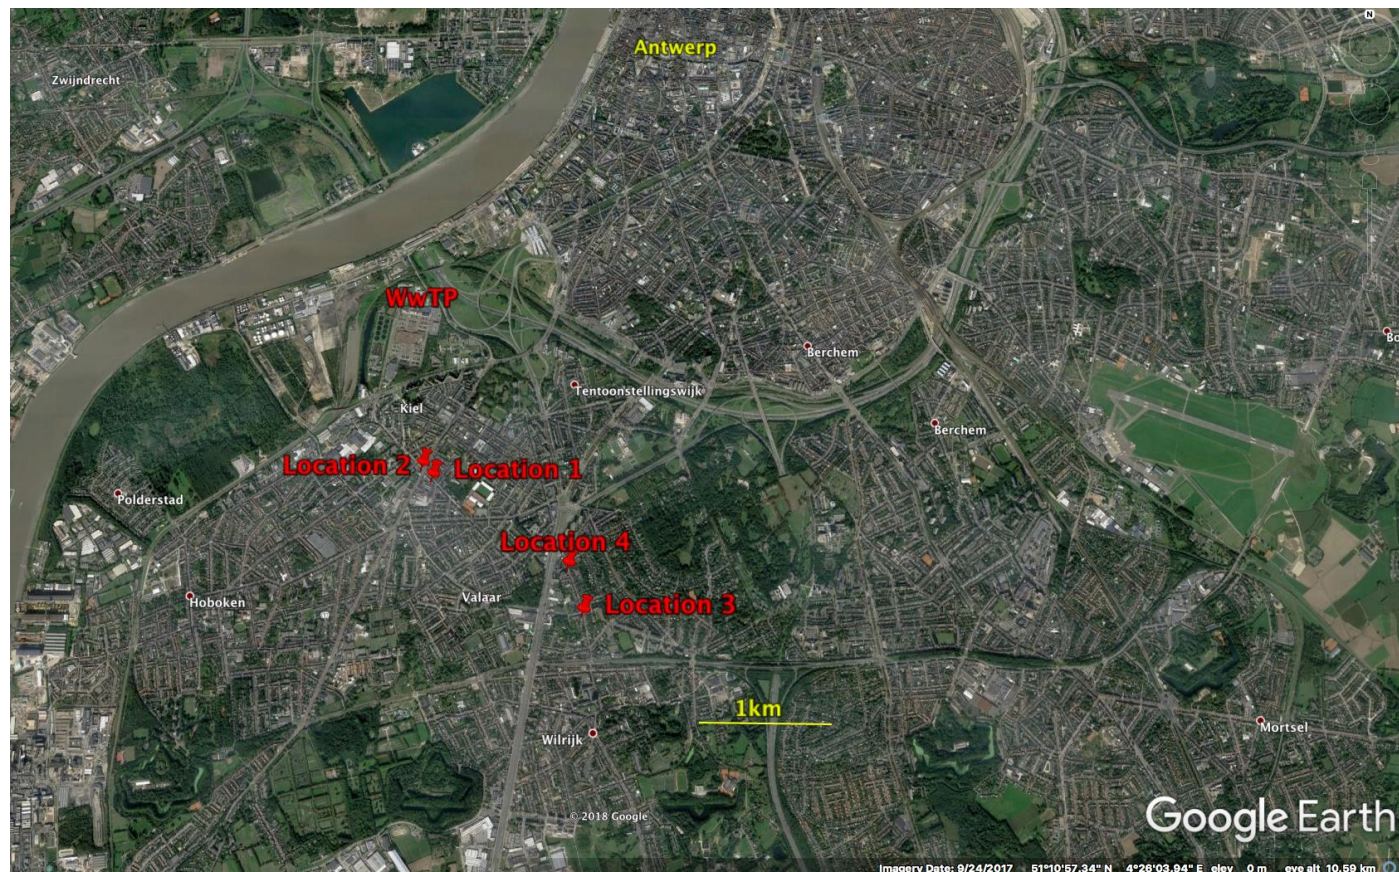 N
Antwerp
Zwijndrecht
WwTP
Berchem
Tentoonstellingswijk
Kiel
Berchem
Location 2
Location 1
Polderstad
Location 4
Hoboken
Valaar
Location 3
1km
Mortsel
Wilrijk
Google Earth
© 2018 Google
Imagery Date: 9/24/2017 51°10'57.34" N 4°26'03.94" E elev 0 m eye alt 10.59 km